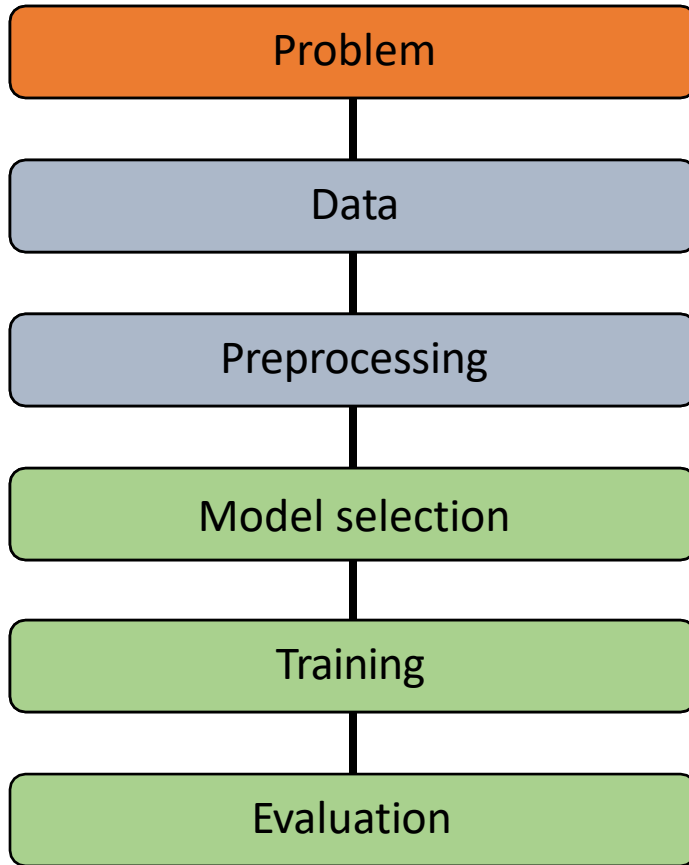 Problem
Data
Preprocessing
Model selection
Training
Evaluation